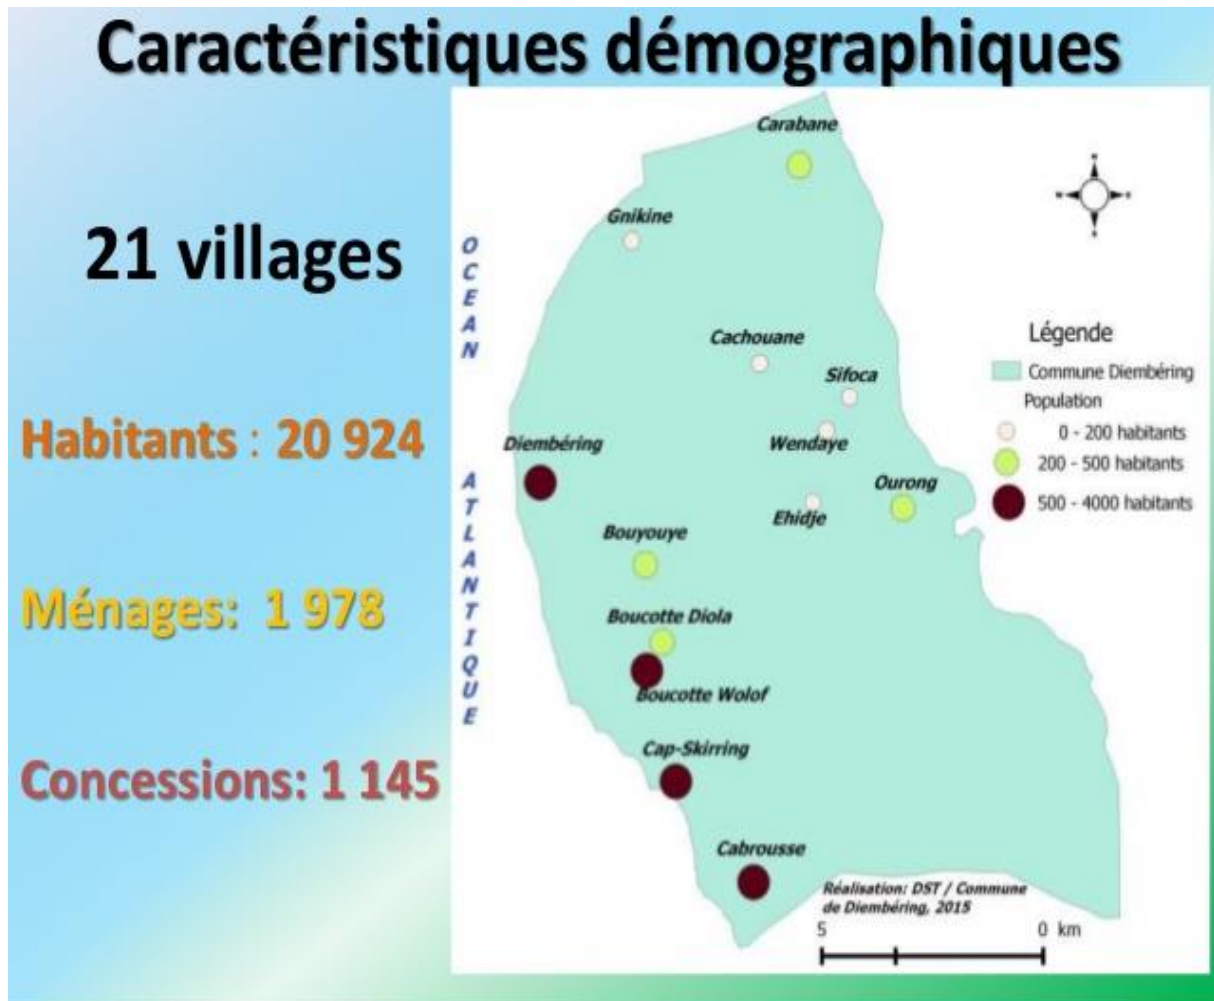 Caractéristiques démographiques
21 villages
Habitants : 20 924
Ménages: 1 978
Concessions: 1 145
OCEAN
ATLANTIQUE
Carabane
Gnikine
Cachouane
Sifoca
Wendaye
Diembéring
Ourong
Ehidje
Bouyouye
Boucotte Diola
Boucotte Wolof
Cap-Skirring
Cabrousse
Légende
Commune Diembéring
Population
0 - 200 habitants
200 - 500 habitants
500 - 4000 habitants
Réalisation: DST / Commune
de Diembéring, 2015
5 0 km